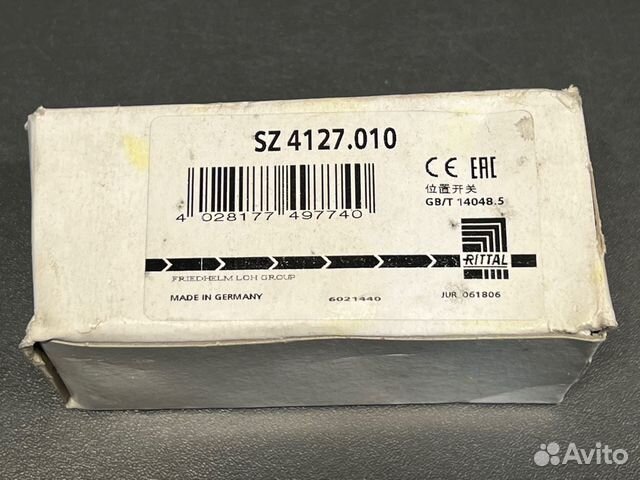 SZ 4127.010
4 028177 497740
CE EAC
位置开关
GB/T 14048.5
RITTAL
FRIEDHELM LOH GROUP
MADE IN GERMANY
6021440
JUR 061806
Avito